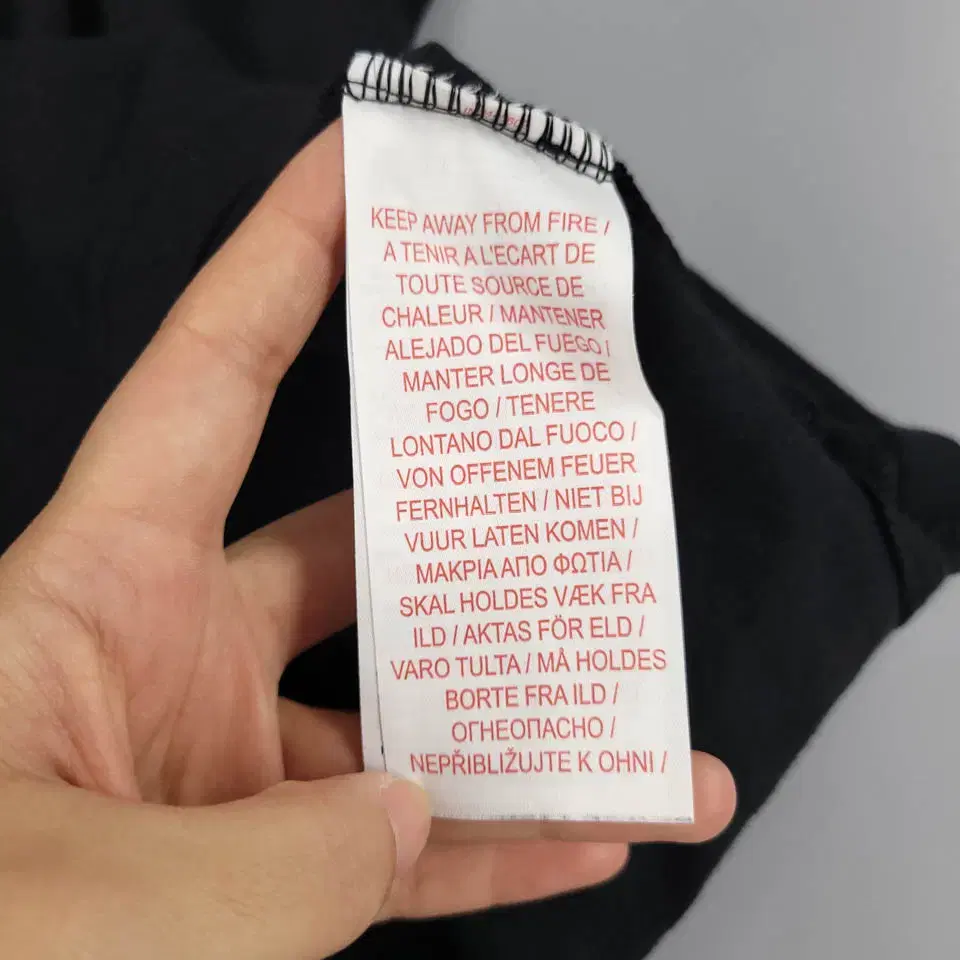 KEEP AWAY FROM FIRE /
A TENIR A L'ECART DE
TOUTE SOURCE DE
CHALEUR / MANTENER
ALEJADO DEL FUEGO /
MANTER LONGE DE
FOGO / TENERE
LONTANO DAL FUOCO /
VON OFFENEM FEUER
FERNHALTEN / NIET BIJ
VUUR LATEN KOMEN /
ΜΑΚΡΙΑ ΑΠΟ ΦΩΤΙΑ /
SKAL HOLDES VÆK FRA
ILD / AKTAS FÖR ELD /
VARO TULTA / MÂ HOLDES
BORTE FRA ILD /
ОГНЕОПАСНО /
NEPŘIBLIŽUJTE K OHNI /